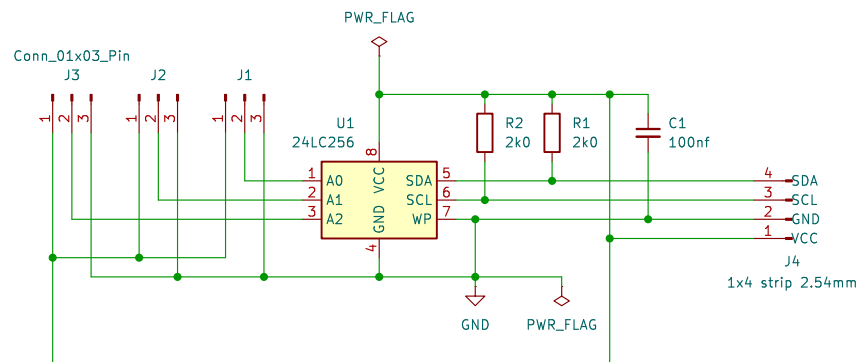 PWR_FLAG
Conn_01x03_Pin
J3
J2
J1
1
2
3
1
2
3
1
2
3
U1
24LC256
R2
2k0
R1
2k0
C1
100nf
8
VCC
1
A0
2
A1
3
A2
SDA
5
SCL
6
WP
7
GND
4
4
SDA
3
SCL
2
GND
1
VCC
J4
1x4 strip 2.54mm
GND
PWR_FLAG